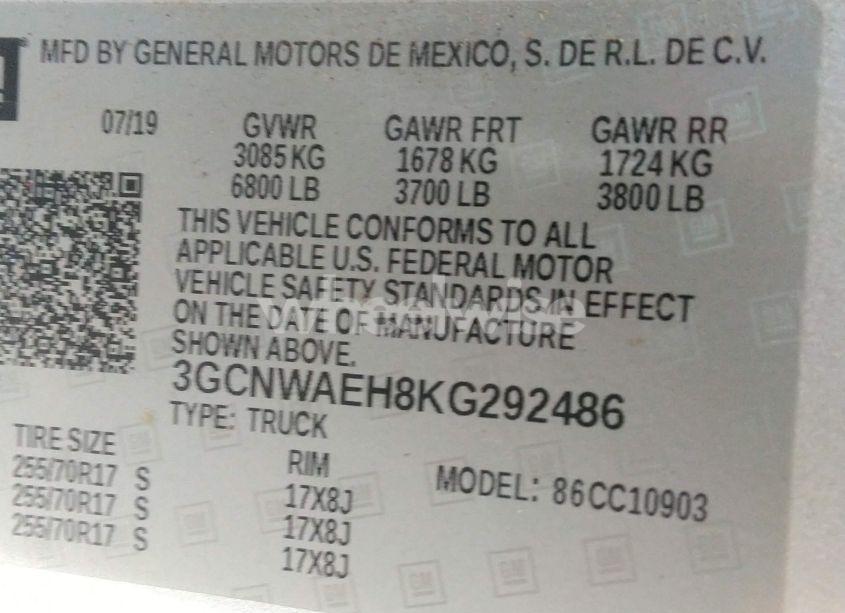 MFD BY GENERAL MOTORS DE MEXICO, S. DE R.L. DE C.V.
07/19 GVWR GAWR FRT GAWR RR
3085 KG 1678 KG 1724 KG
6800 LB 3700 LB 3800 LB
THIS VEHICLE CONFORMS TO ALL
APPLICABLE U.S. FEDERAL MOTOR
VEHICLE SAFETY STANDARDS IN EFFECT
ON THE DATE OF MANUFACTURE
SHOWN ABOVE.
3GCNWAEH8KG292486
TYPE: TRUCK
TIRE SIZE RIM MODEL: 86CC10903
255/70R17 S 17X8J
255/70R17 S 17X8J
255/70R17 S 17X8J